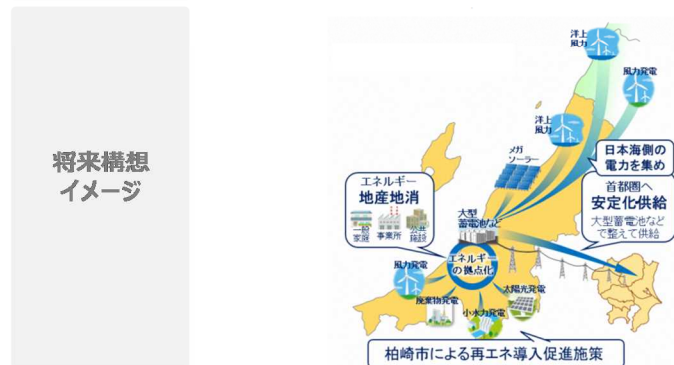 将来構想
イメージ
洋上
風力
風力発電
洋上
風力
メガ
ソーラー
日本海側の
電力を集め
エネルギー
地産地消
一般
家庭
事業所
公共
施設
大型
蓄電池など
首都圏へ
安定化供給
大型蓄電池など
で整えて供給
エネルギー
の拠点化
風力発電
廃棄物発電
小水力発電
太陽光発電
柏崎市による再エネ導入促進施策